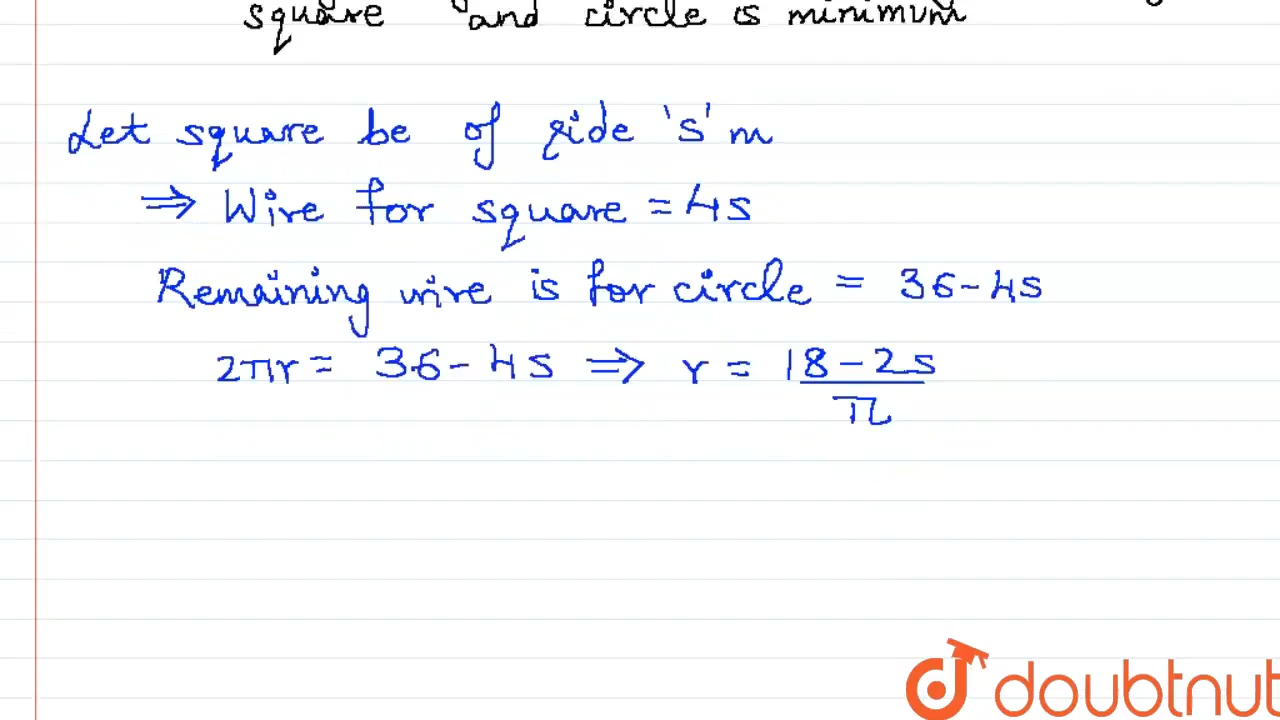 square and circle is minimum
Let square be of side 's' m
⇒ Wire for square = 4s
Remaining wire is for circle = 36-4s
2πr = 36-4s ⇒ r = 18-2s
π
doubtnut